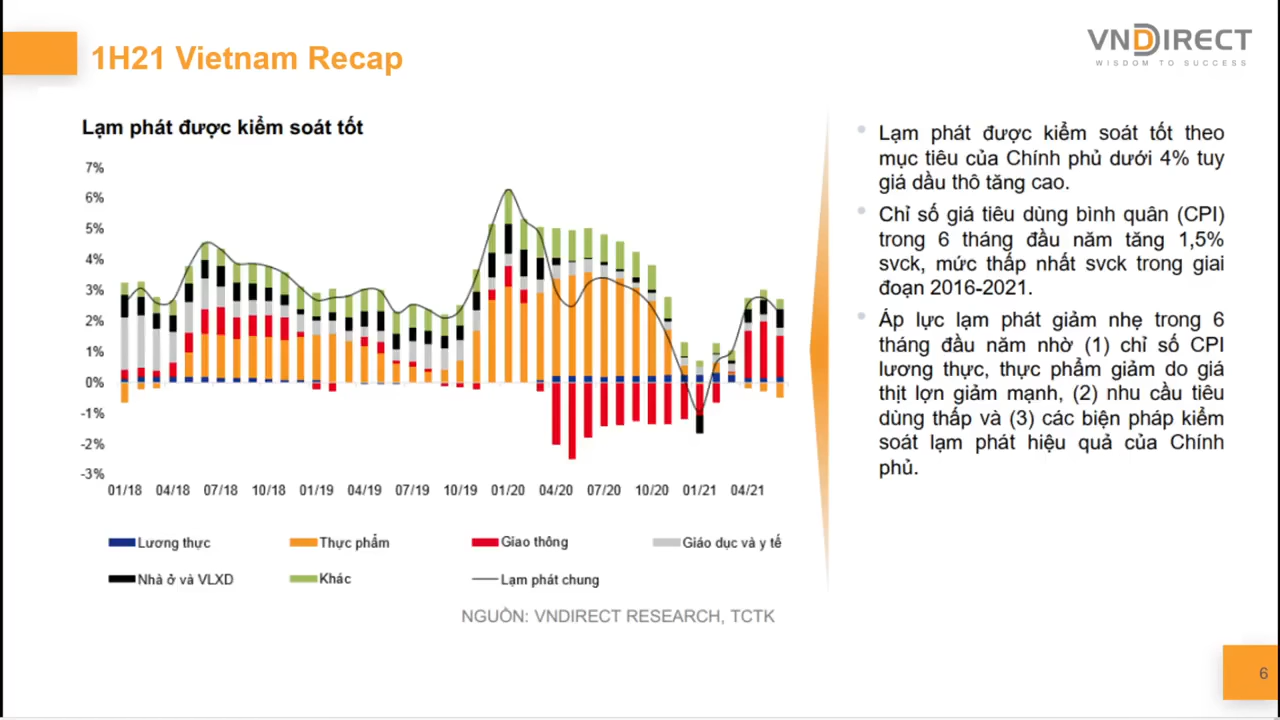 1H21 Vietnam Recap
VNDIRECT
WISDOM TO SUCCESS
Lạm phát được kiểm soát tốt
7%
6%
5%
4%
3%
2%
1%
0%
-1%
-2%
-3%
01/18 04/18 07/18 10/18 01/19 04/19 07/19 10/19 01/20 04/20 07/20 10/20 01/21 04/21
Lương thực Thực phẩm Giao thông Giáo dục và y tế
Nhà ở và VLXD Khác Lạm phát chung
NGUỒN: VNDIRECT RESEARCH, TCTK
Lạm phát được kiểm soát tốt theo
mục tiêu của Chính phủ dưới 4% tuy
giá dầu thô tăng cao.
Chỉ số giá tiêu dùng bình quân (CPI)
trong 6 tháng đầu năm tăng 1,5%
svck, mức thấp nhất svck trong giai
đoạn 2016-2021.
Áp lực lạm phát giảm nhẹ trong 6
tháng đầu năm nhờ (1) chỉ số CPI
lương thực, thực phẩm giảm do giá
thịt lợn giảm mạnh, (2) nhu cầu tiêu
dùng thấp và (3) các biện pháp kiểm
soát lạm phát hiệu quả của Chính
phủ.
6